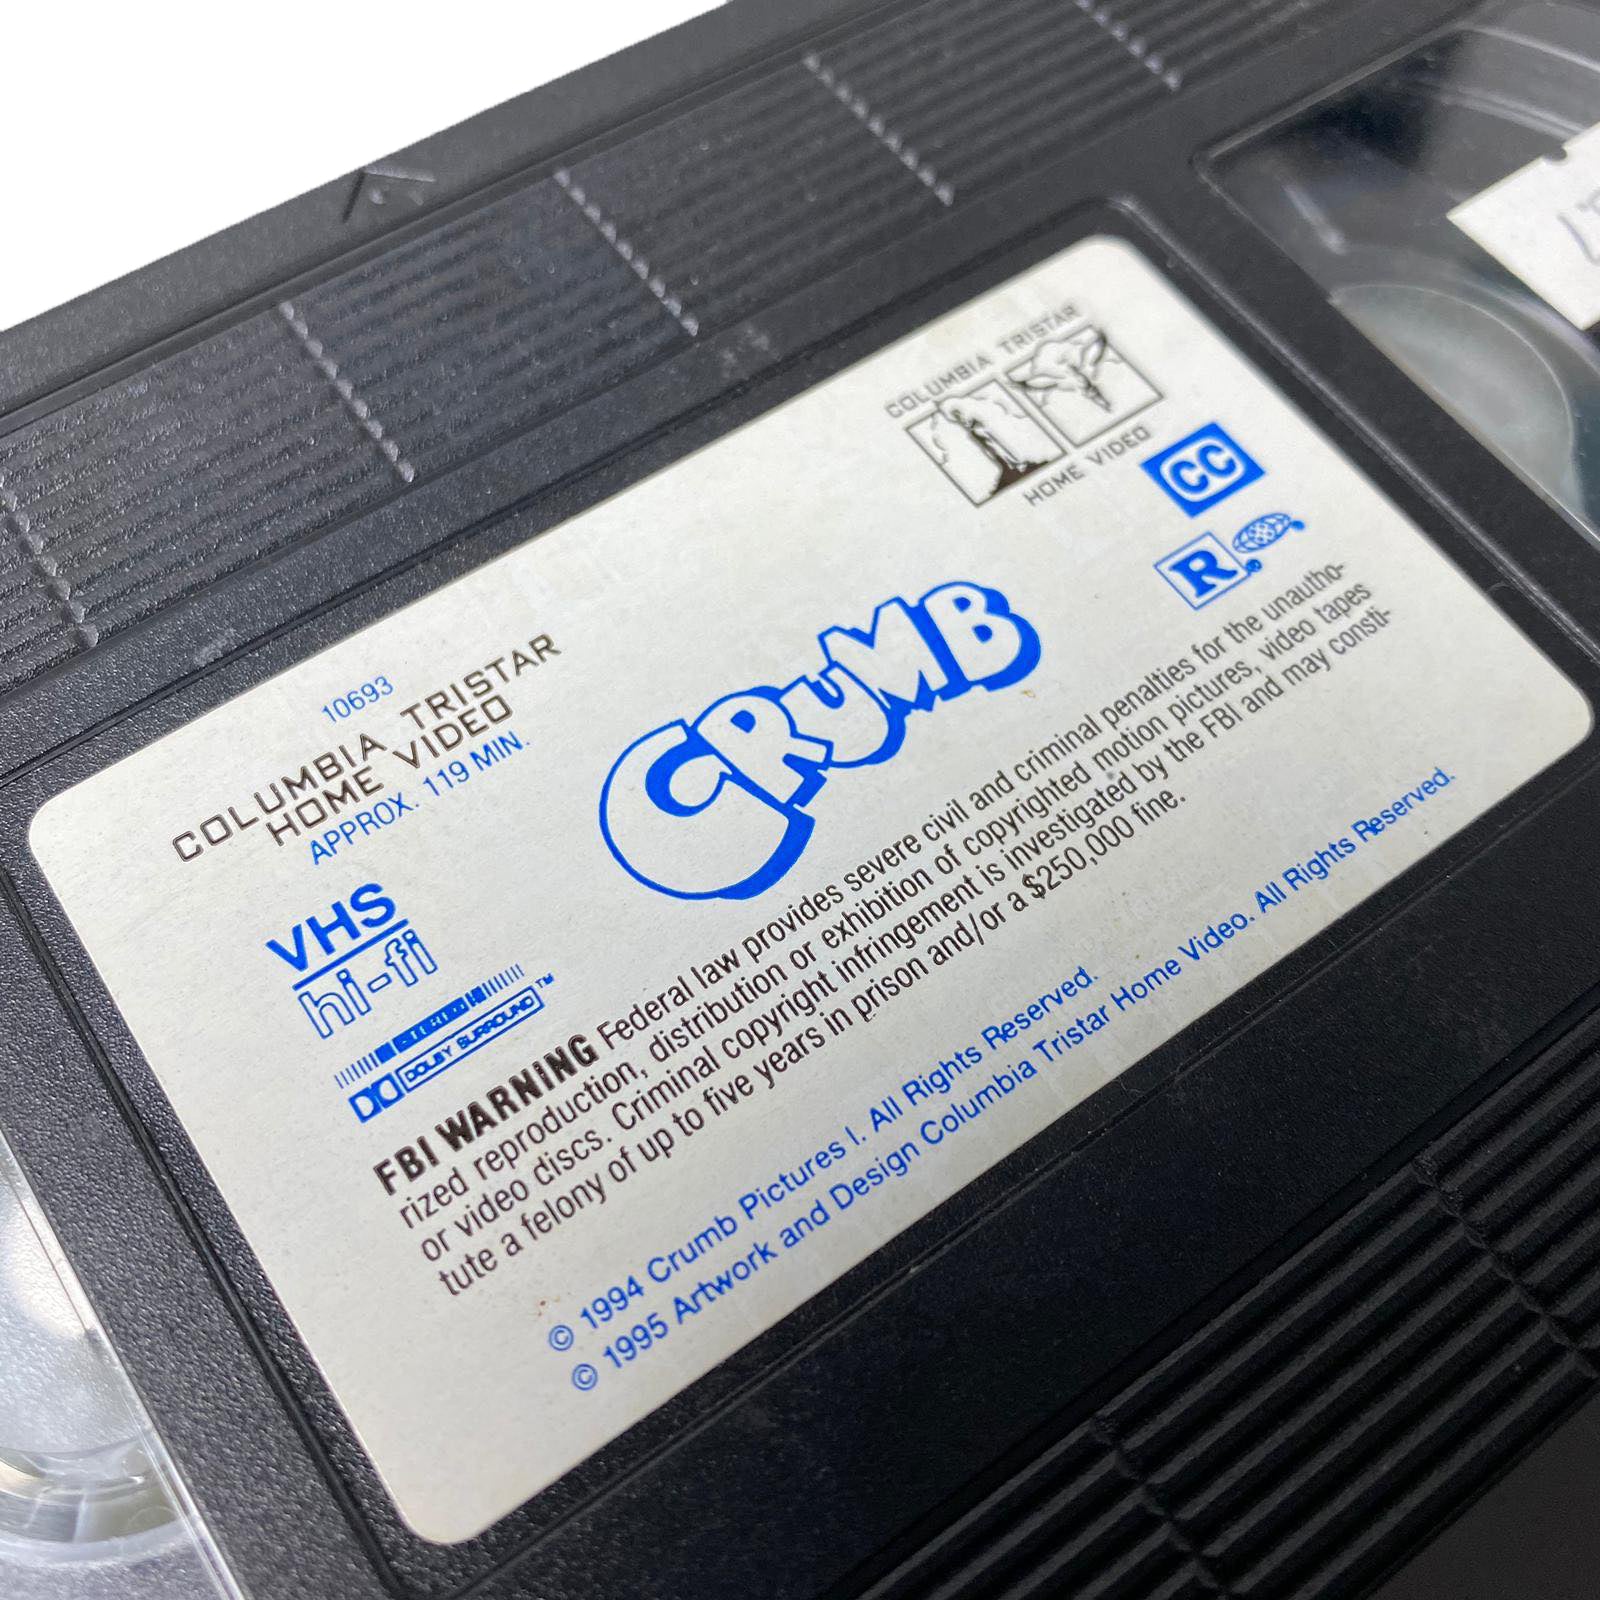 10693
COLUMBIA TRISTAR
HOME VIDEO
APPROX. 119 MIN.
VHS
hi-fi
STEREO
DOLBY SURROUND™
CRUMB
COLUMBIA TRISTAR
HOME VIDEO
CC
R®
FBI WARNING Federal law provides severe civil and criminal penalties for the unautho-
rized reproduction, distribution or exhibition of copyrighted motion pictures, video tapes
or video discs. Criminal copyright infringement is investigated by the FBI and may consti-
tute a felony of up to five years in prison and/or a $250,000 fine.
© 1994 Crumb Pictures I. All Rights Reserved.
© 1995 Artwork and Design Columbia Tristar Home Video. All Rights Reserved.